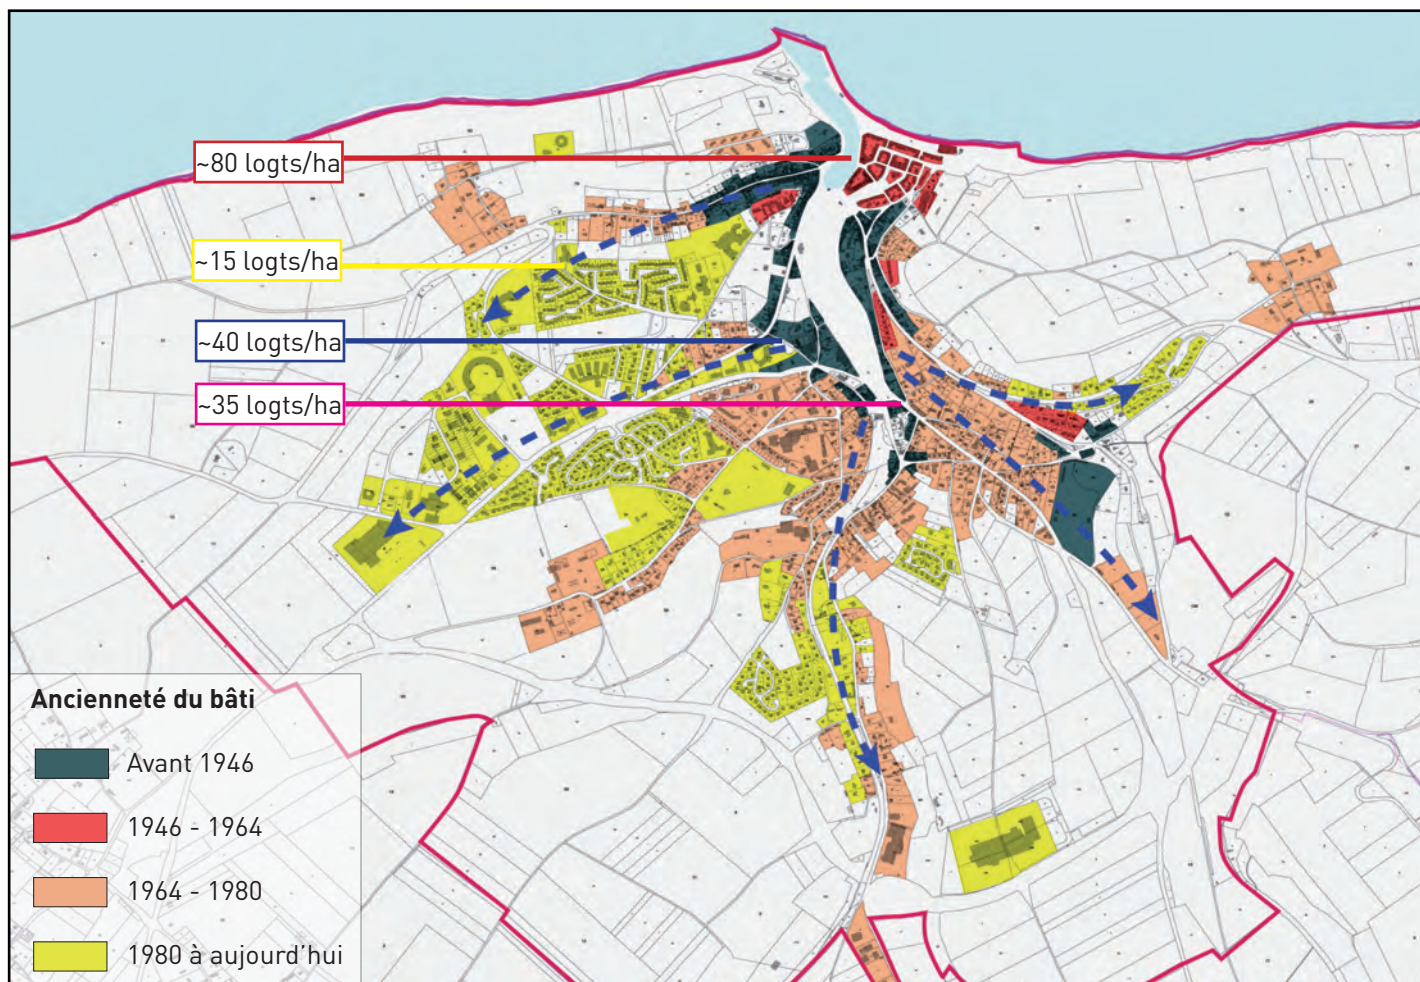 ~80 logts/ha
~15 logts/ha
~40 logts/ha
~35 logts/ha
Ancienneté du bâti
Avant 1946
1946 - 1964
1964 - 1980
1980 à aujourd'hui